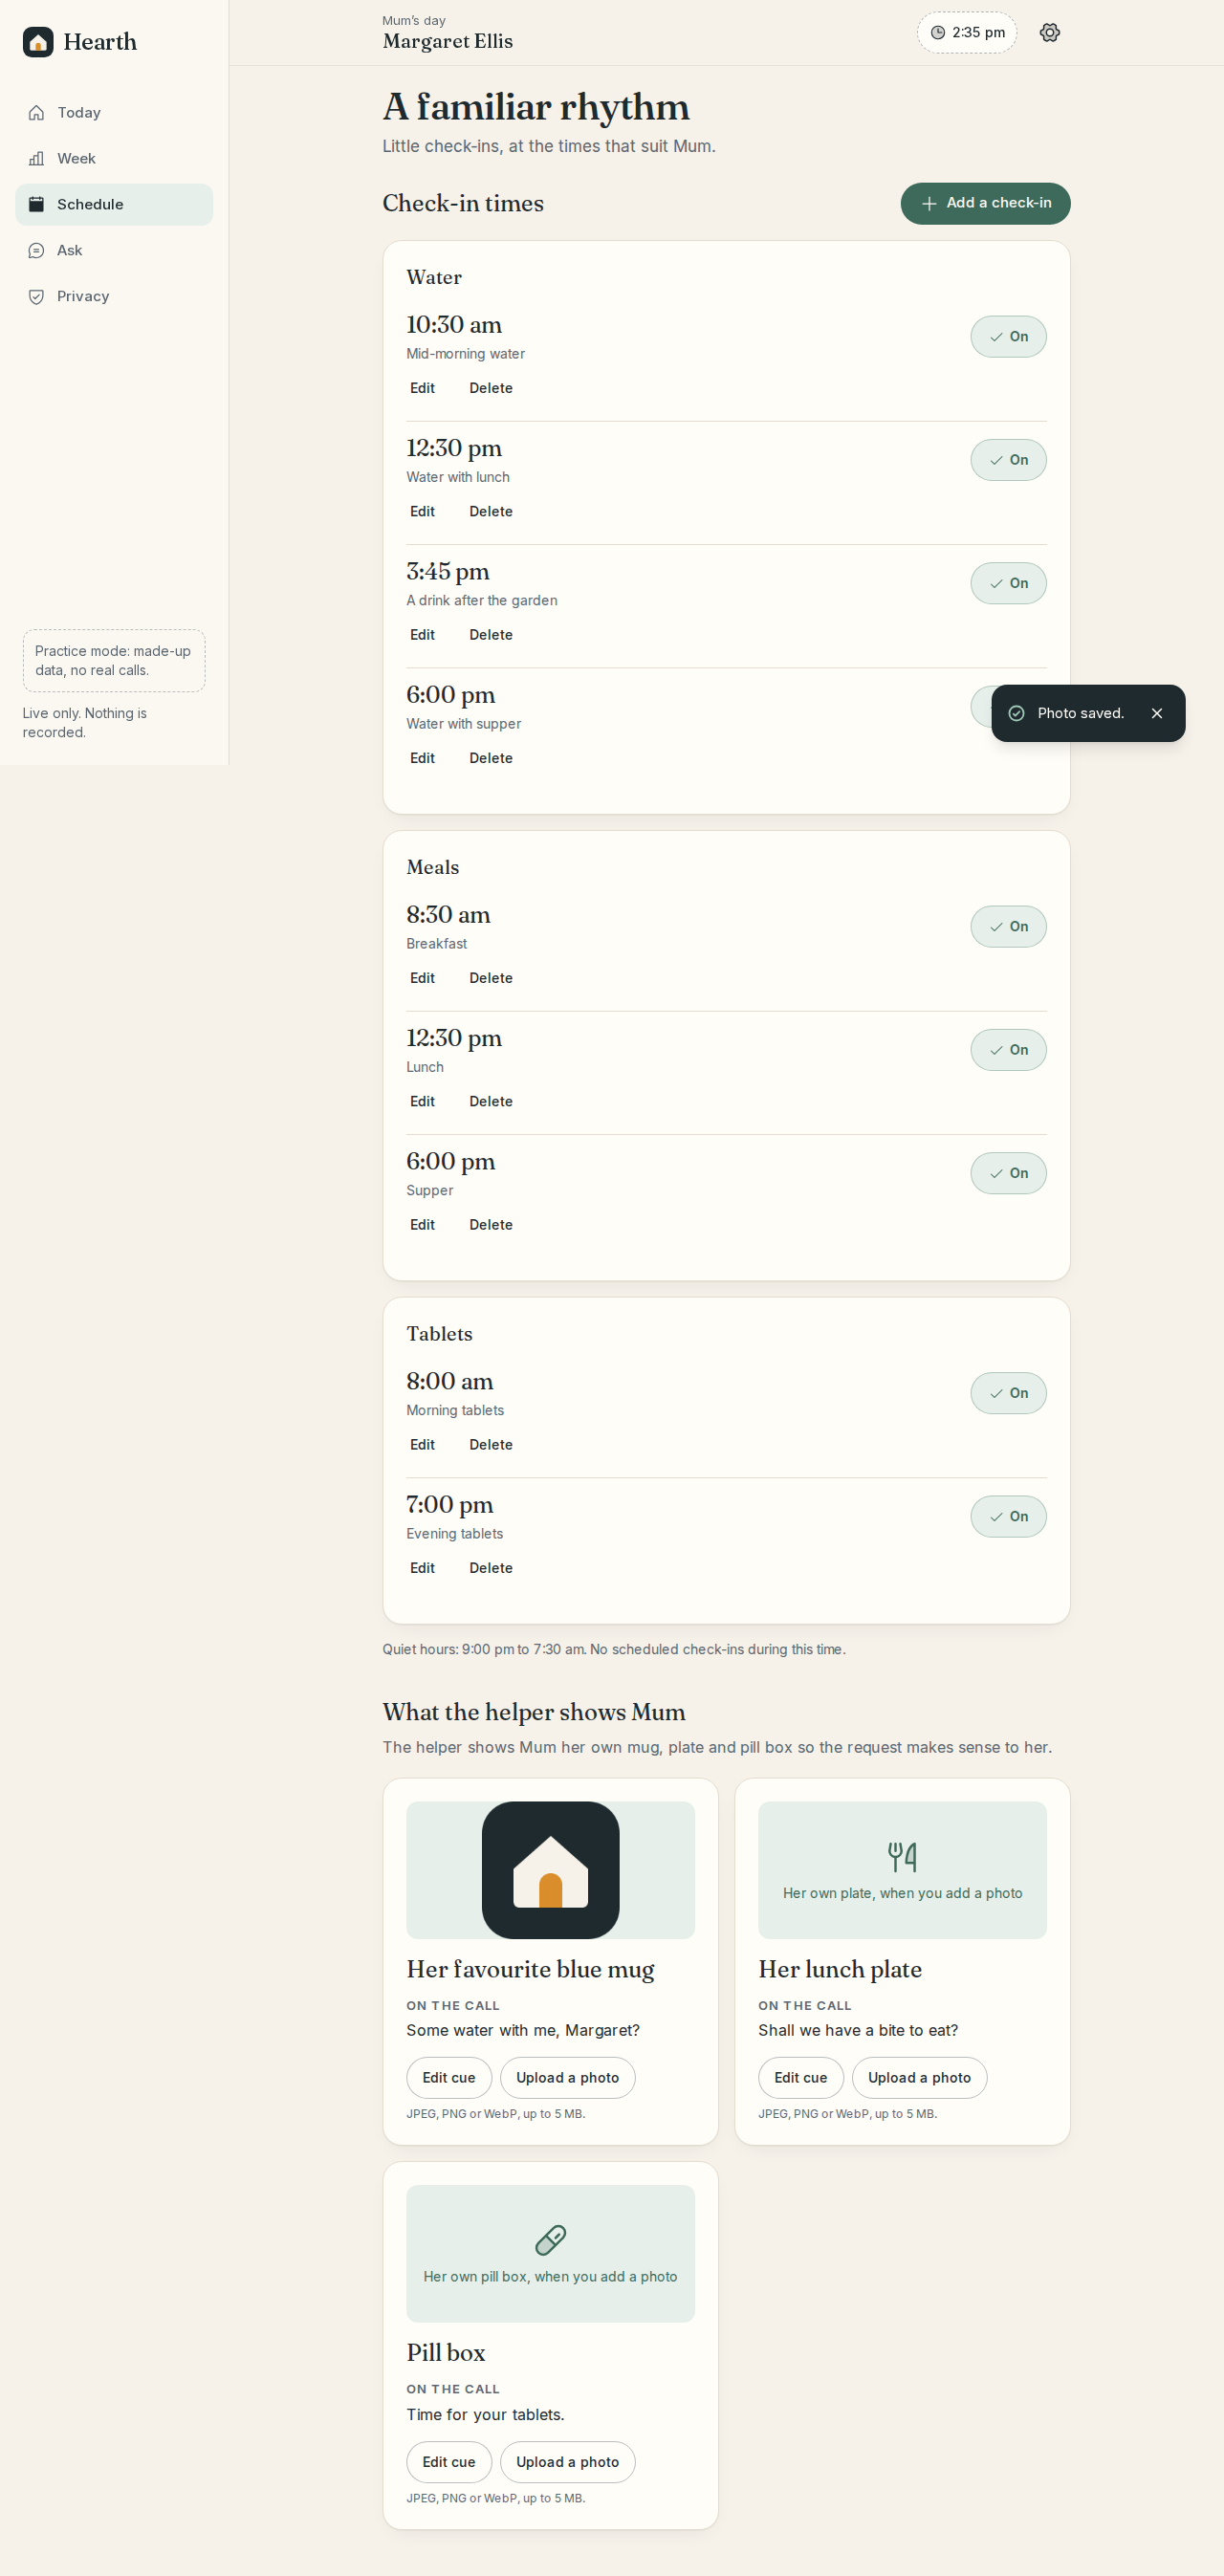 Hearth
Today
Week
Schedule
Ask
Privacy
Practice mode: made-up
data, no real calls.
Live only. Nothing is
recorded.
Mum's day
Margaret Ellis
2:35 pm
A familiar rhythm
Little check-ins, at the times that suit Mum.
Check-in times
Add a check-in
Water
10:30 am
On
Mid-morning water
Edit Delete
12:30 pm
On
Water with lunch
Edit Delete
3:45 pm
On
A drink after the garden
Edit Delete
6:00 pm
Water with supper
Edit Delete
Photo saved.
Meals
8:30 am
On
Breakfast
Edit Delete
12:30 pm
On
Lunch
Edit Delete
6:00 pm
On
Supper
Edit Delete
Tablets
8:00 am
On
Morning tablets
Edit Delete
7:00 pm
On
Evening tablets
Edit Delete
Quiet hours: 9:00 pm to 7:30 am. No scheduled check-ins during this time.
What the helper shows Mum
The helper shows Mum her own mug, plate and pill box so the request makes sense to her.
Her favourite blue mug
ON THE CALL
Some water with me, Margaret?
Edit cue Upload a photo
JPEG, PNG or WebP, up to 5 MB.
Her own plate, when you add a photo
Her lunch plate
ON THE CALL
Shall we have a bite to eat?
Edit cue Upload a photo
JPEG, PNG or WebP, up to 5 MB.
Her own pill box, when you add a photo
Pill box
ON THE CALL
Time for your tablets.
Edit cue Upload a photo
JPEG, PNG or WebP, up to 5 MB.